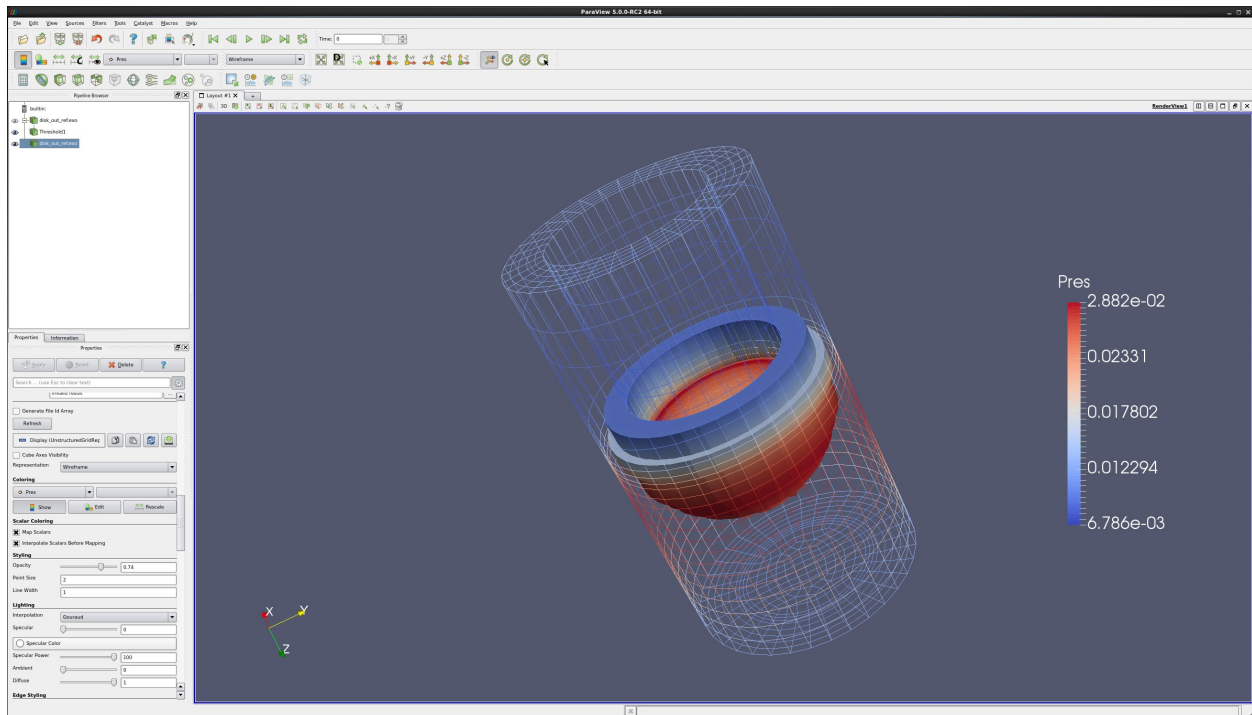 ParaView 5.0.0-RC2 64-bit
File Edit View Sources Filters Tools Catalyst Macros Help
Time: 0
Pres Wireframe
Pipeline Browser
Layout #1
builtin:
3D
RenderView1
disk_out_ref.exo
Threshold1
disk_out_ref.exo
Properties Information
Properties
Apply Reset Delete ?
Search ... (use Esc to clear text)
Generate File Id Array
Refresh
Display (UnstructuredGridRep
Cube Axes Visibility
Representation Wireframe
Coloring
Pres
Show Edit Rescale
Scalar Coloring
Map Scalars
Interpolate Scalars Before Mapping
Styling
Opacity 0.74
Point Size 2
Line Width 1
Lighting
Interpolation Gouraud
Specular 0
Specular Color
Specular Power 100
Ambient 0
Diffuse 1
Edge Styling
Pres
2.882e-02
0.02331
0.017802
0.012294
6.786e-03
X
Y
Z